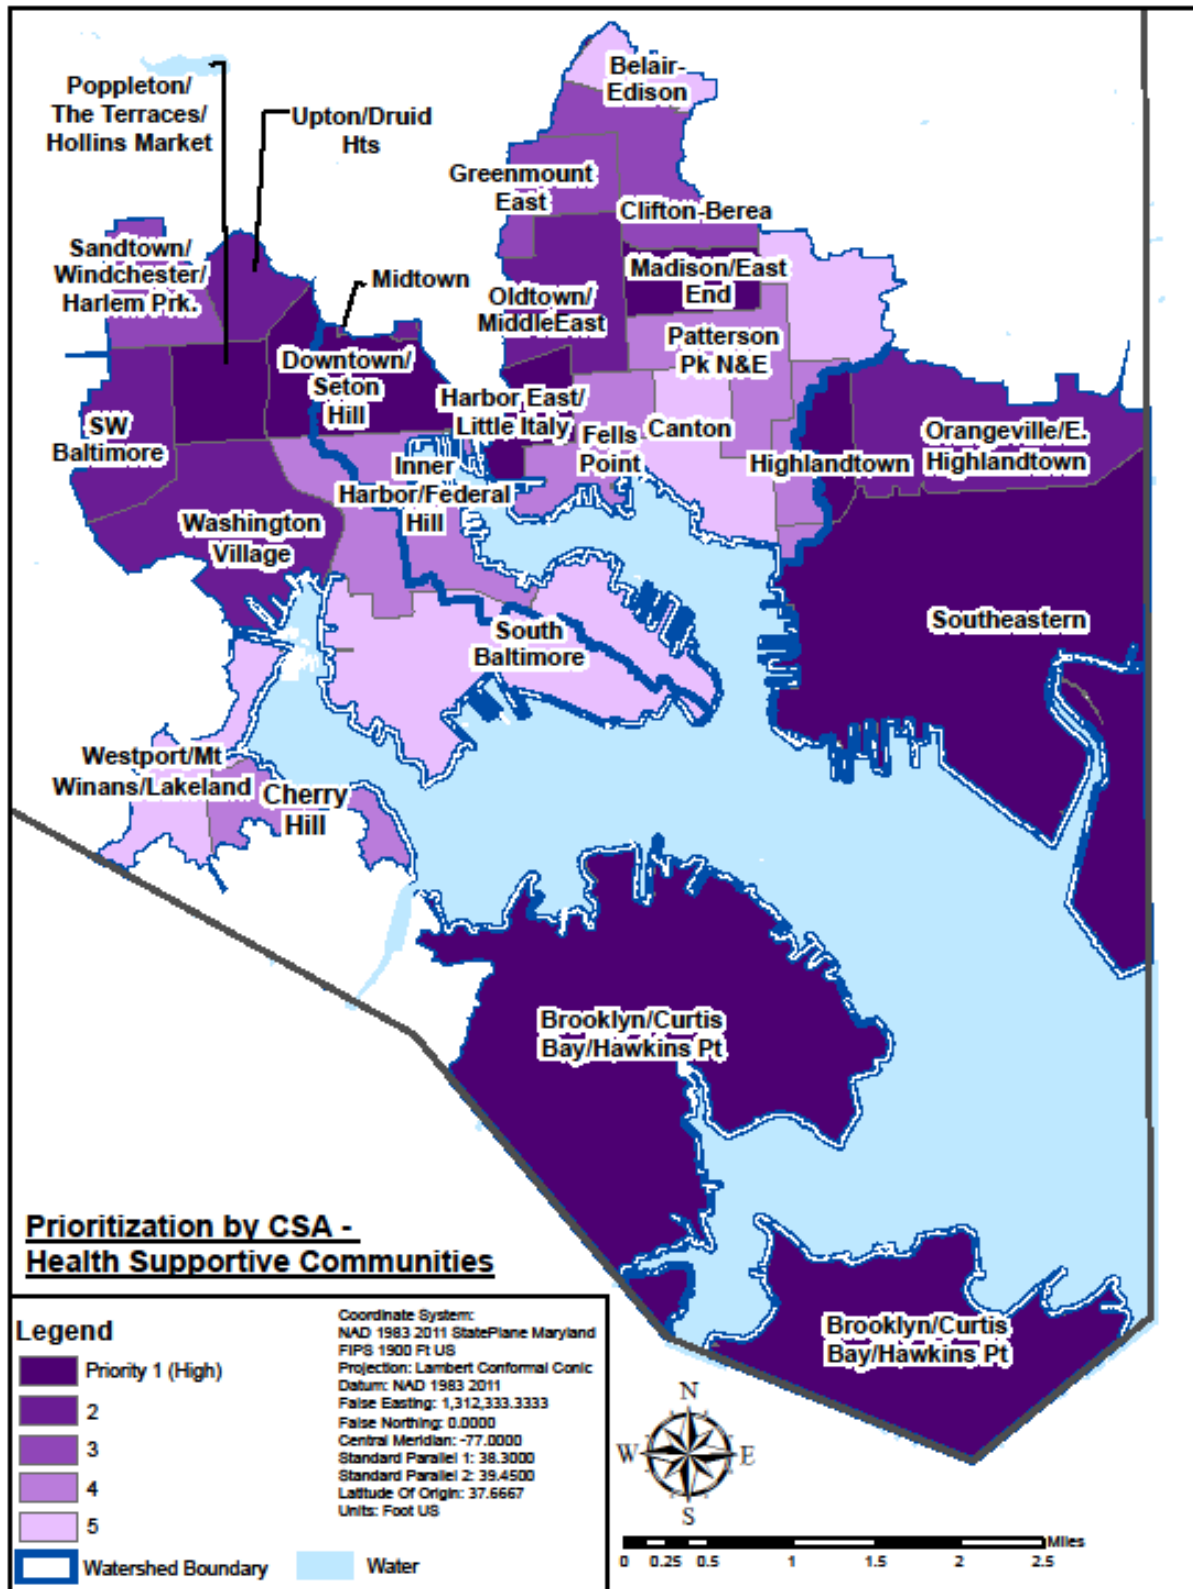 Poppleton/
The Terraces/
Hollins Market
Upton/Druid
Hts
Belair-
Edison
Greenmount
East
Clifton-Berea
Sandtown/
Windchester/
Harlem Prk.
Midtown
Madison/East
End
Oldtown/
MiddleEast
Patterson
Pk N&E
Downtown/
Seton
Hill
Harbor East/
Little Italy
SW
Baltimore
Canton
Fells
Point
Highlandtown
Orangeville/E.
Highlandtown
Inner
Harbor/Federal
Hill
Washington
Village
Southeastern
South
Baltimore
Westport/Mt
Winans/Lakeland
Cherry
Hill
Brooklyn/Curtis
Bay/Hawkins Pt
Brooklyn/Curtis
Bay/Hawkins Pt
Prioritization by CSA -
Health Supportive Communities
Legend
Priority 1 (High)
2
3
4
5
Watershed Boundary
Water
Coordinate System:
NAD 1983 2011 StatePlane Maryland
FIPS 1900 Ft US
Projection: Lambert Conformal Conic
Datum: NAD 1983 2011
False Easting: 1,312,333.3333
False Northing: 0.0000
Central Meridian: -77.0000
Standard Parallel 1: 38.3000
Standard Parallel 2: 39.4500
Latitude Of Origin: 37.6667
Units: Foot US
N
W E
S
Miles
0 0.25 0.5 1 1.5 2 2.5